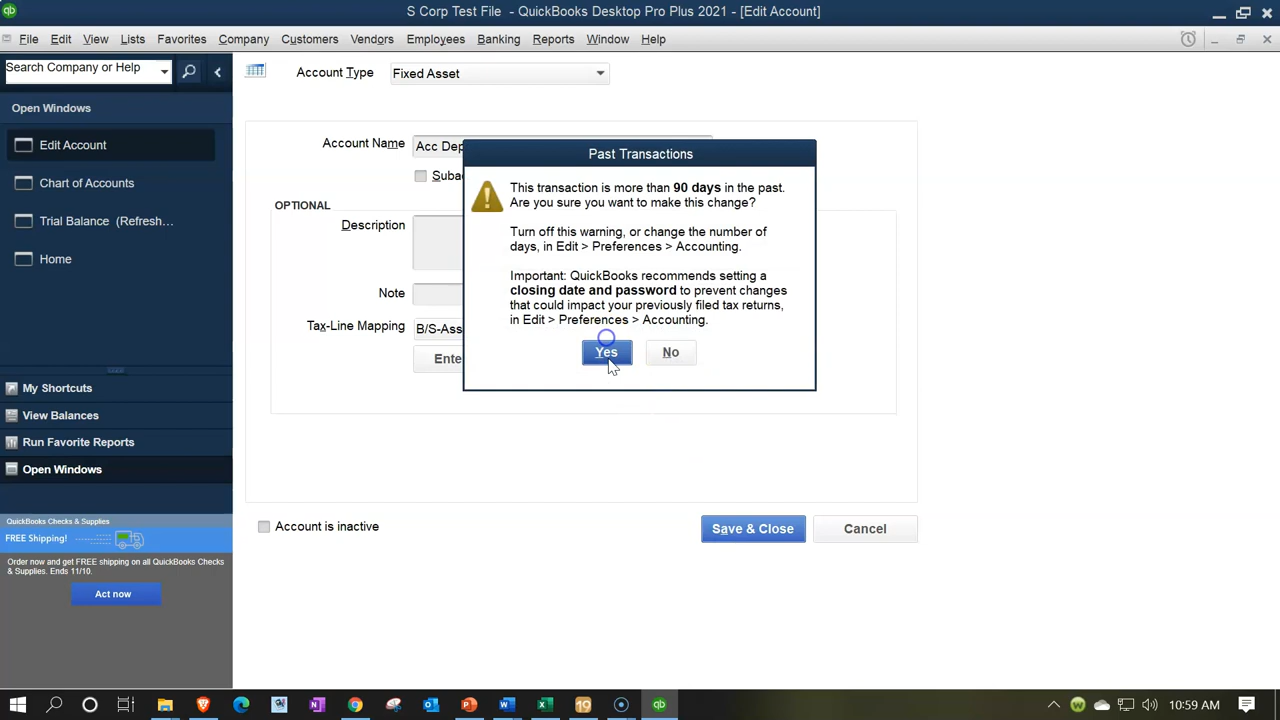 S Corp Test File - QuickBooks Desktop Pro Plus 2021 - [Edit Account]
File Edit View Lists Favorites Company Customers Vendors Employees Banking Reports Window Help
Search Company or Help
Account Type Fixed Asset
Open Windows
Edit Account
Chart of Accounts
Trial Balance (Refresh...
Home
Account Name Acc Dep
Suba
OPTIONAL
Description
Note
Tax-Line Mapping B/S-Ass
Ente
Past Transactions
This transaction is more than 90 days in the past.
Are you sure you want to make this change?
Turn off this warning, or change the number of
days, in Edit > Preferences > Accounting.
Important: QuickBooks recommends setting a
closing date and password to prevent changes
that could impact your previously filed tax returns,
in Edit > Preferences > Accounting.
Yes No
My Shortcuts
View Balances
Run Favorite Reports
Open Windows
Account is inactive
Save & Close Cancel
QuickBooks Checks & Supplies
FREE Shipping!
Order now and get FREE shipping on all QuickBooks Checks
& Supplies. Ends 11/10.
Act now
10:59 AM